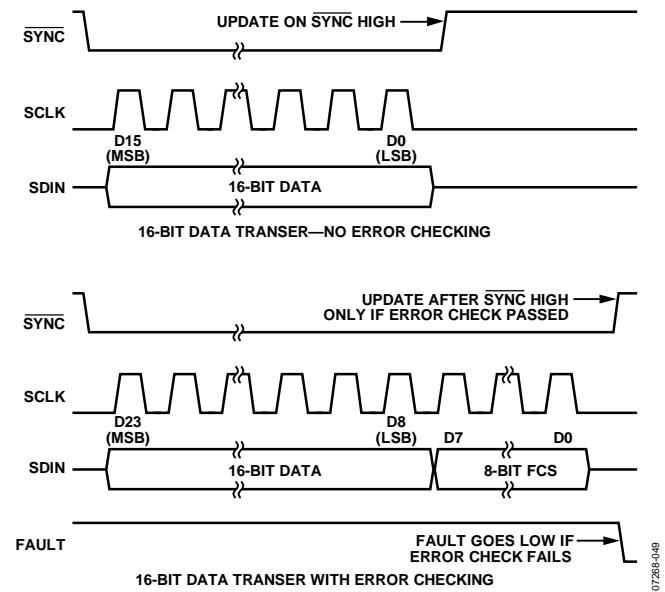 UPDATE ON SYNC HIGH
SYNC
SCLK
D15
(MSB)
D0
(LSB)
SDIN
16-BIT DATA
16-BIT DATA TRANSER—NO ERROR CHECKING
UPDATE AFTER SYNC HIGH
ONLY IF ERROR CHECK PASSED
SYNC
SCLK
D23
(MSB)
D8
(LSB)
D7
D0
SDIN
16-BIT DATA
8-BIT FCS
FAULT
FAULT GOES LOW IF
ERROR CHECK FAILS
16-BIT DATA TRANSER WITH ERROR CHECKING
07268-049